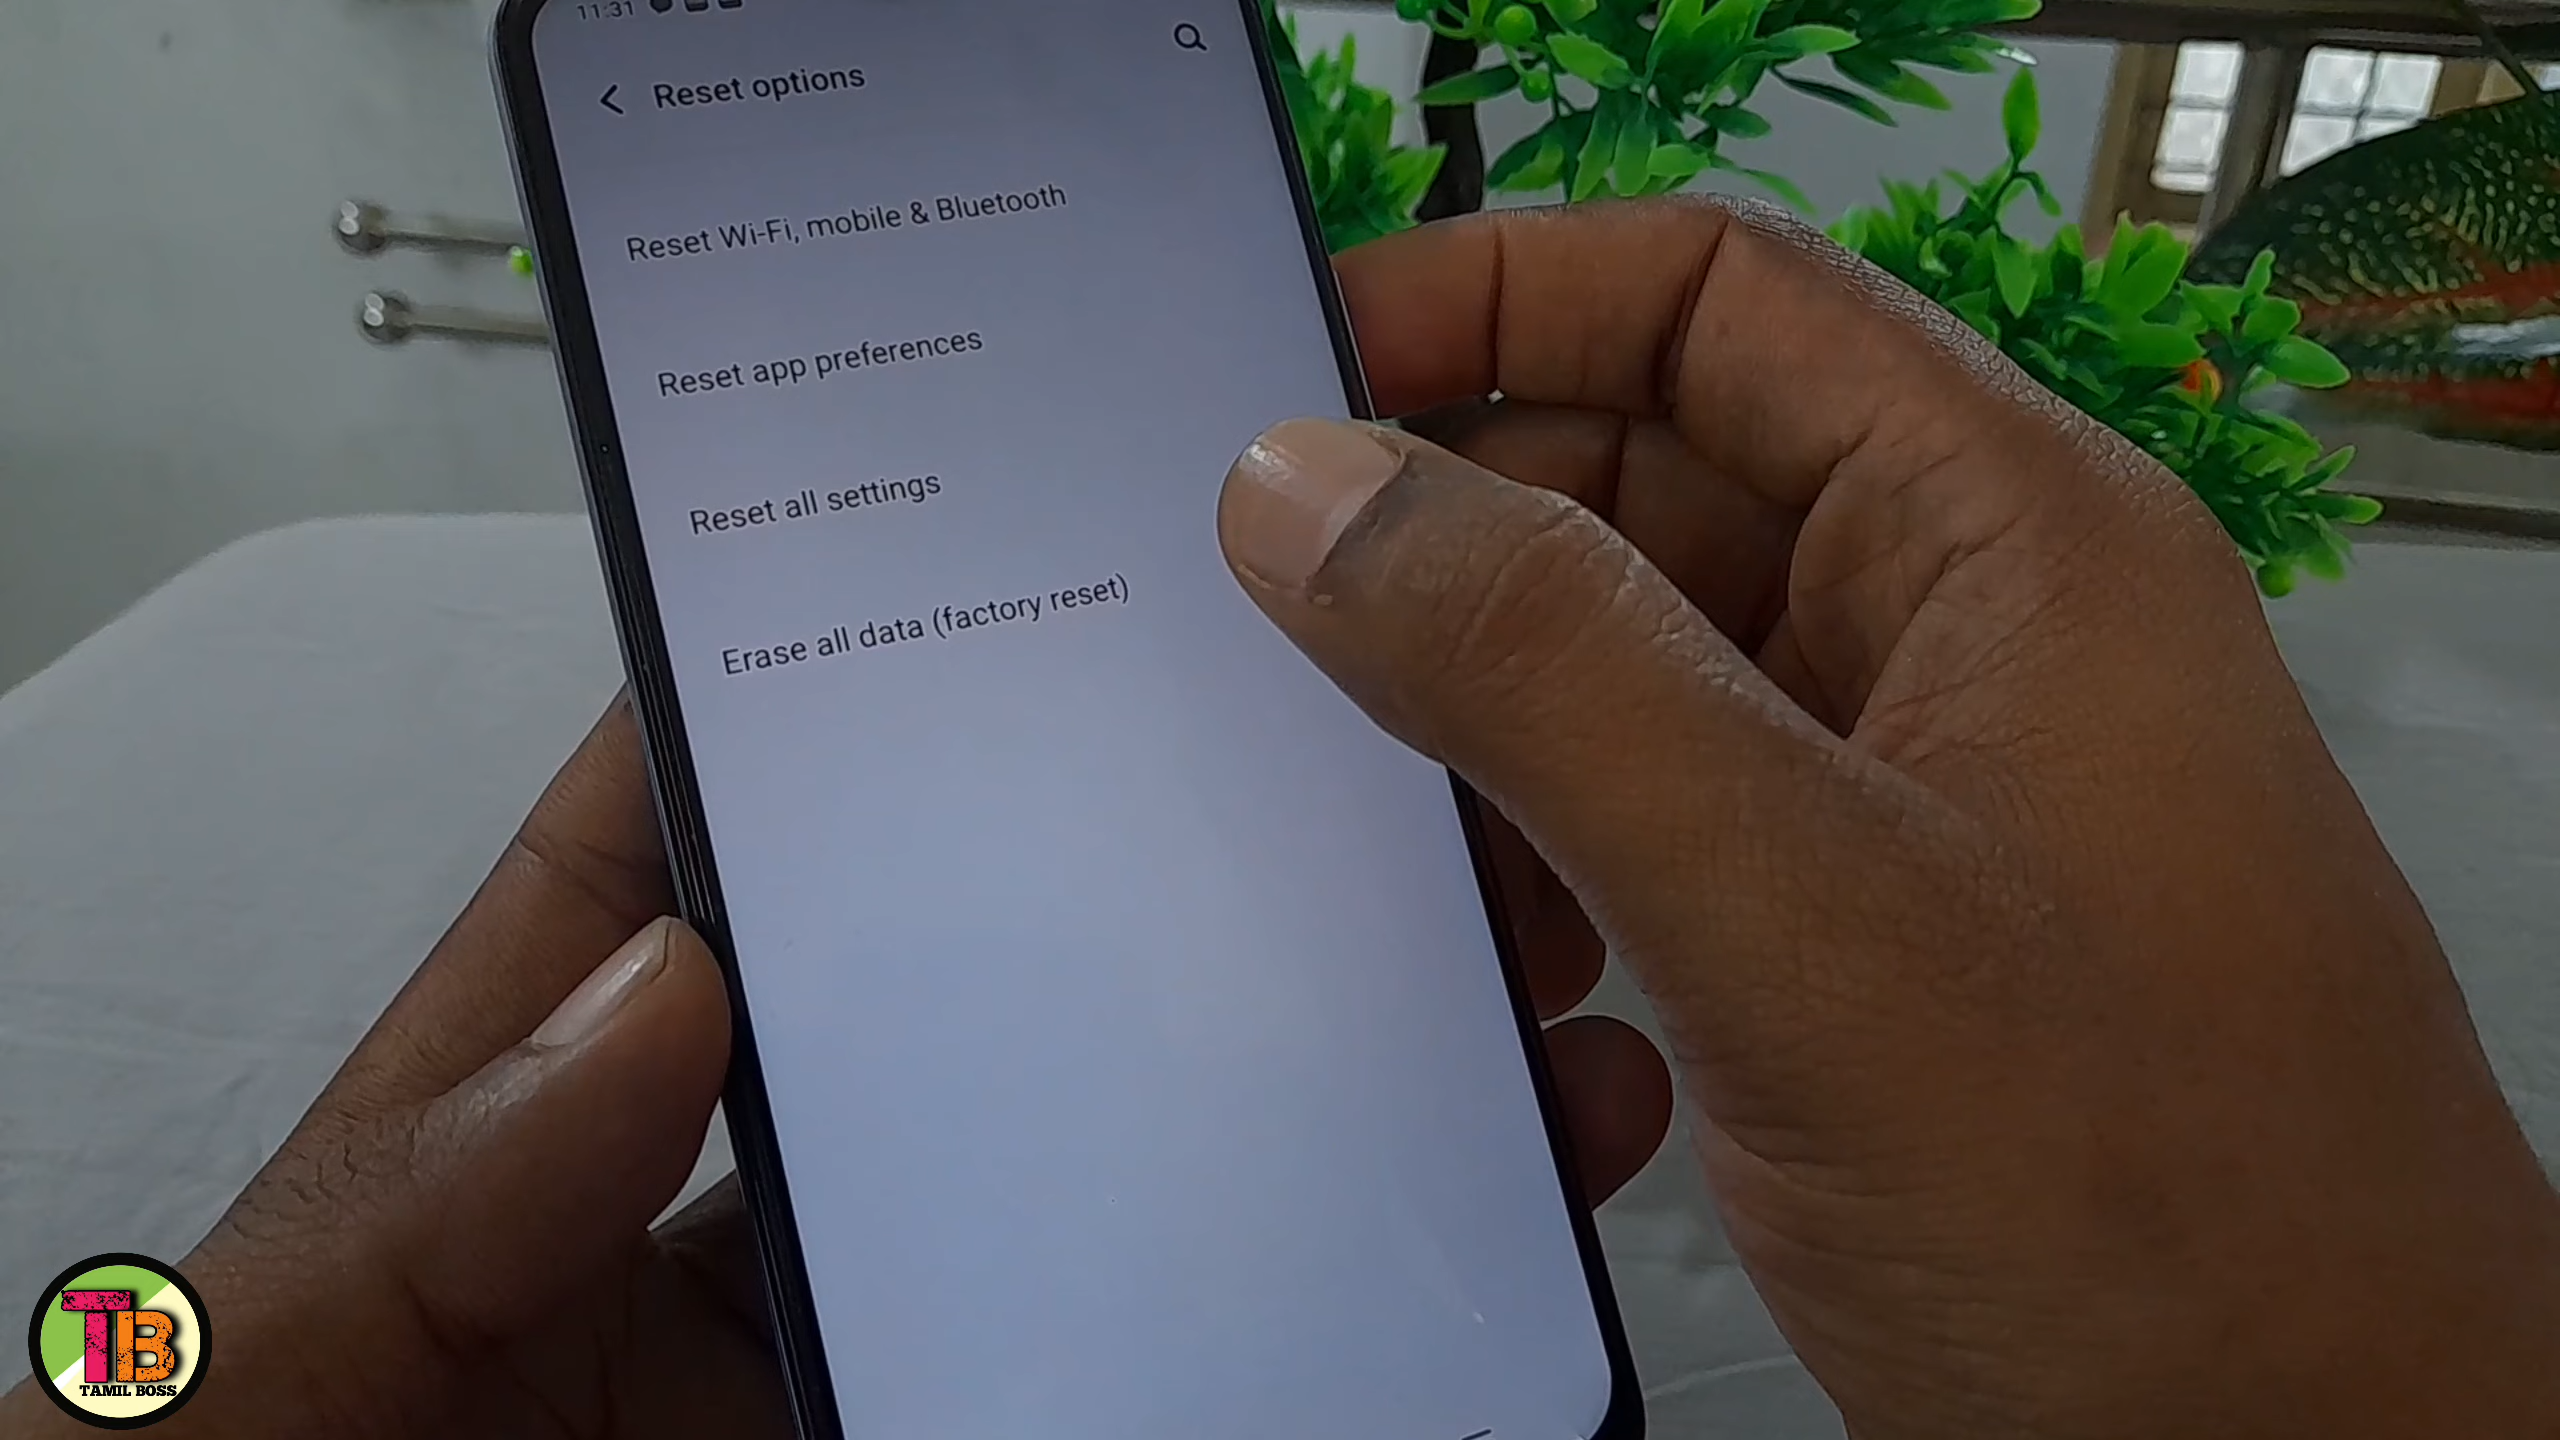 11:31
Reset options
Reset Wi-Fi, mobile & Bluetooth
Reset app preferences
Reset all settings
Erase all data (factory reset)
TB
TAMIL BOSS